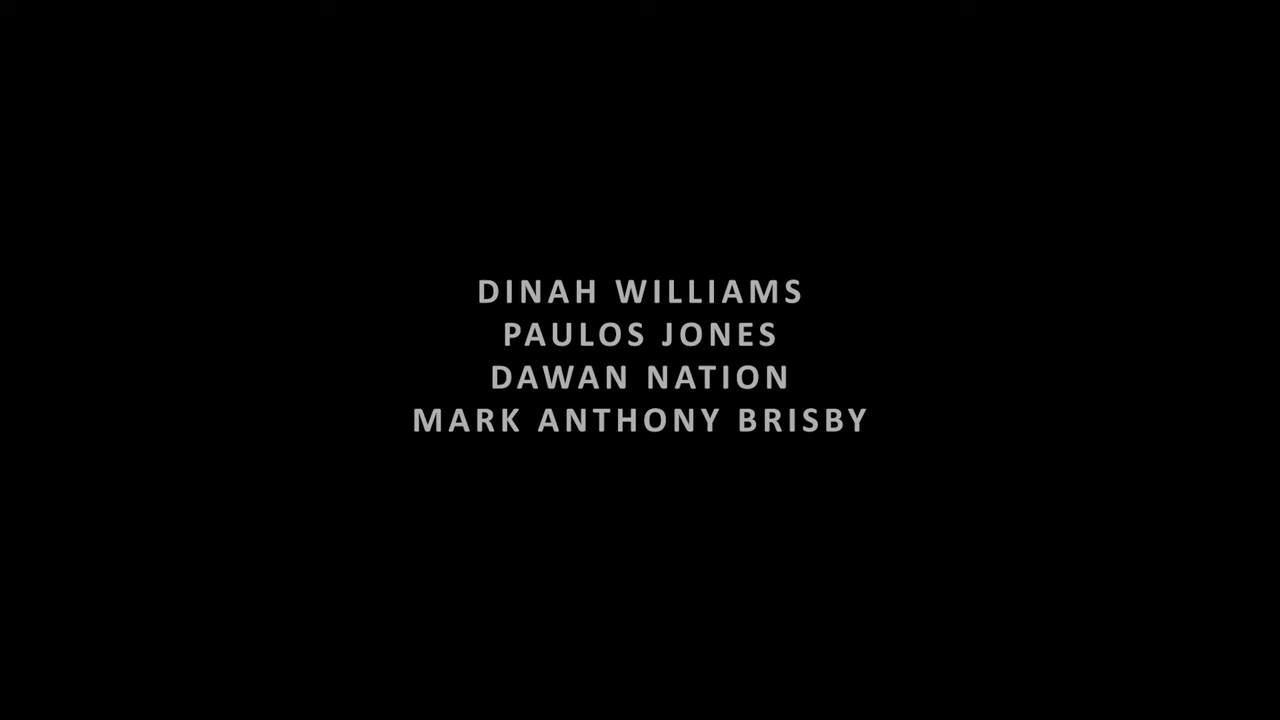 DINAH WILLIAMS
PAULOS JONES
DAWAN NATION
MARK ANTHONY BRISBY